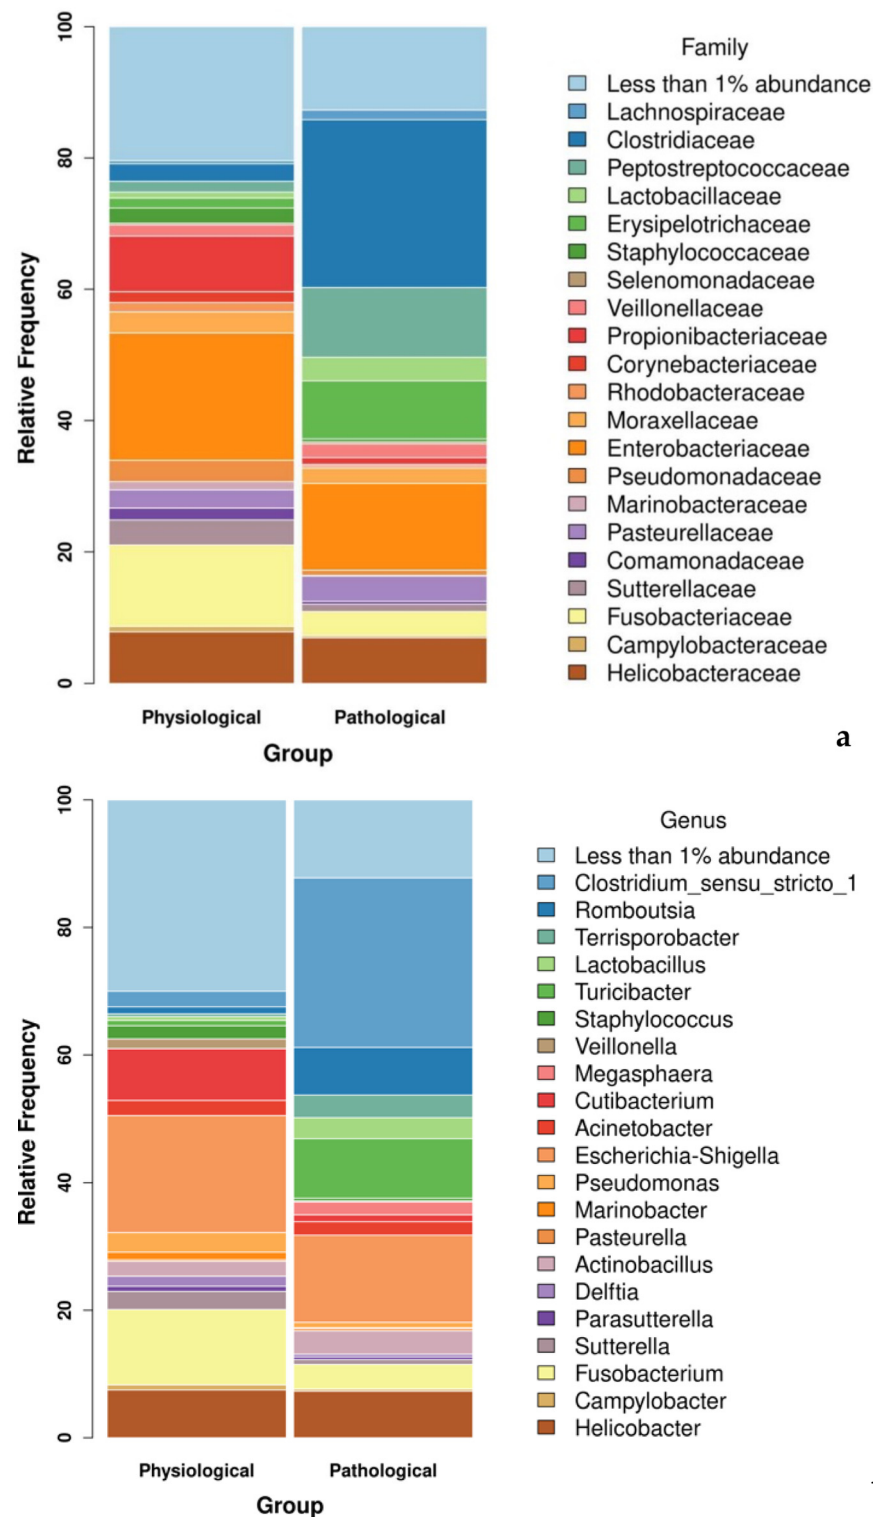 Family
Less than 1% abundance
Lachnospiraceae
Clostridiaceae
Peptostreptococcaceae
Lactobacillaceae
Erysipelotrichaceae
Staphylococcaceae
Selenomonadaceae
Veillonellaceae
Propionibacteriaceae
Corynebacteriaceae
Rhodobacteraceae
Moraxellaceae
Enterobacteriaceae
Pseudomonadaceae
Marinobacteraceae
Pasteurellaceae
Comamonadaceae
Sutterellaceae
Fusobacteriaceae
Campylobacteraceae
Helicobacteraceae
Relative Frequency
100
80
60
40
20
0
Physiological Pathological
Group
a
Genus
Less than 1% abundance
Clostridium_sensu_stricto_1
Romboutsia
Terrisporobacter
Lactobacillus
Turicibacter
Staphylococcus
Veillonella
Megasphaera
Cutibacterium
Acinetobacter
Escherichia-Shigella
Pseudomonas
Marinobacter
Pasteurella
Actinobacillus
Delftia
Parasutterella
Sutterella
Fusobacterium
Campylobacter
Helicobacter
Relative Frequency
100
80
60
40
20
0
Physiological Pathological
Group